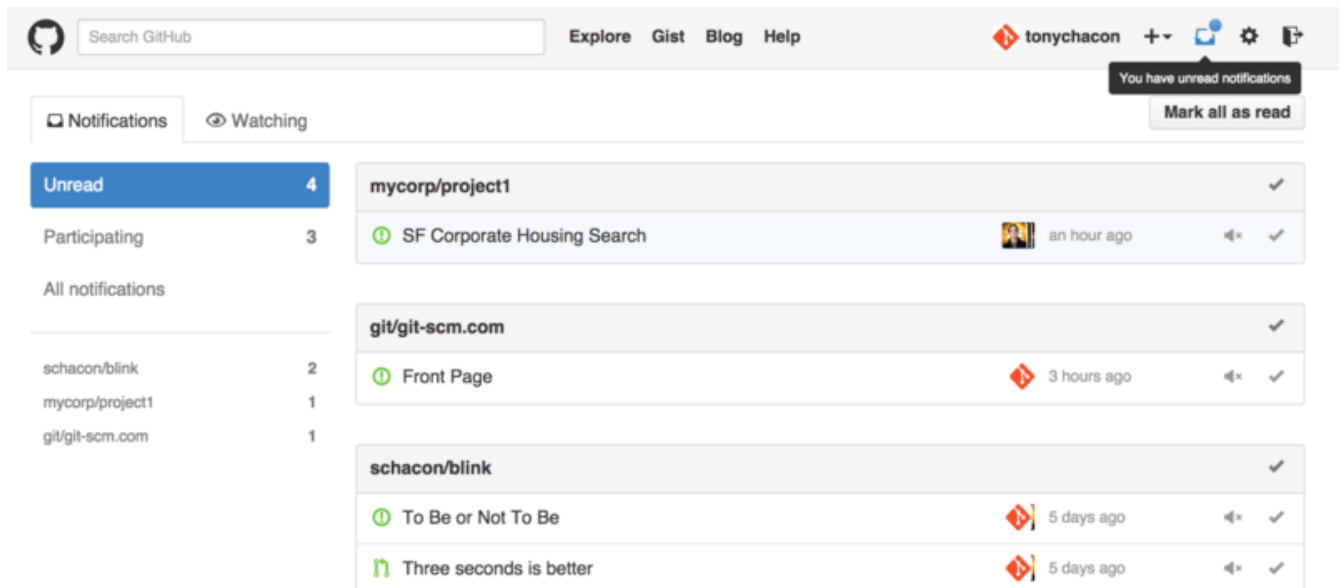 Search GitHub Explore Gist Blog Help tonychacon
You have unread notifications
Notifications Watching Mark all as read
Unread 4
Participating 3
All notifications
schacon/blink 2
mycorp/project1 1
git/git-scm.com 1
mycorp/project1
SF Corporate Housing Search an hour ago
git/git-scm.com
Front Page 3 hours ago
schacon/blink
To Be or Not To Be 5 days ago
Three seconds is better 5 days ago